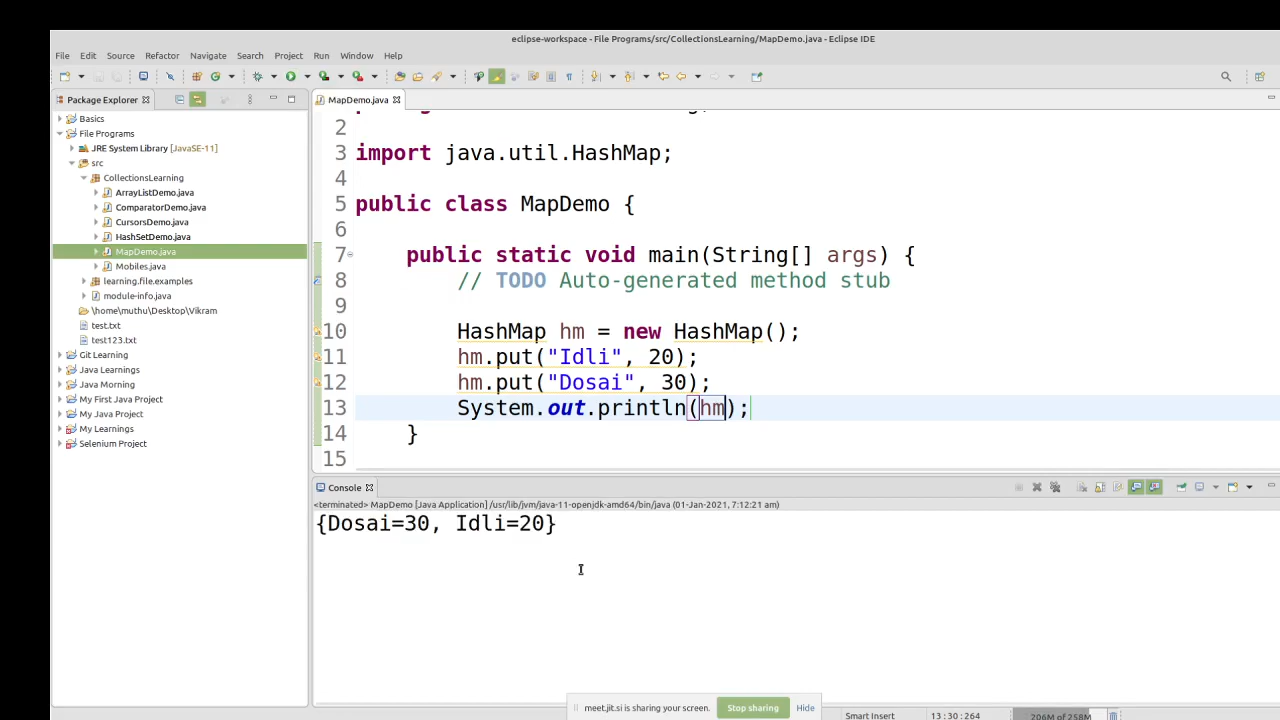 eclipse-workspace - File Programs/src/CollectionsLearning/MapDemo.java - Eclipse IDE
File Edit Source Refactor Navigate Search Project Run Window Help
Package Explorer
Basics
File Programs
JRE System Library [JavaSE-11]
src
CollectionsLearning
ArrayListDemo.java
ComparatorDemo.java
CursorsDemo.java
HashSetDemo.java
MapDemo.java
Mobiles.java
learning.file.examples
module-info.java
\home\muthu\Desktop\Vikram
test.txt
test123.txt
Git Learning
Java Learnings
Java Morning
My First Java Project
My Java Project
My Learnings
Selenium Project
MapDemo.java
2
3 import java.util.HashMap;
4
5 public class MapDemo {
6
7 public static void main(String[] args) {
8 // TODO Auto-generated method stub
9
10 HashMap hm = new HashMap();
11 hm.put("Idli", 20);
12 hm.put("Dosai", 30);
13 System.out.println(hm);
14 }
15
Console
<terminated> MapDemo [Java Application] /usr/lib/jvm/java-11-openjdk-amd64/bin/java (01-Jan-2021, 7:12:21 am)
{Dosai=30, Idli=20}
meet.jit.si is sharing your screen. Stop sharing Hide
Smart Insert 13:30:264 206M of 258M